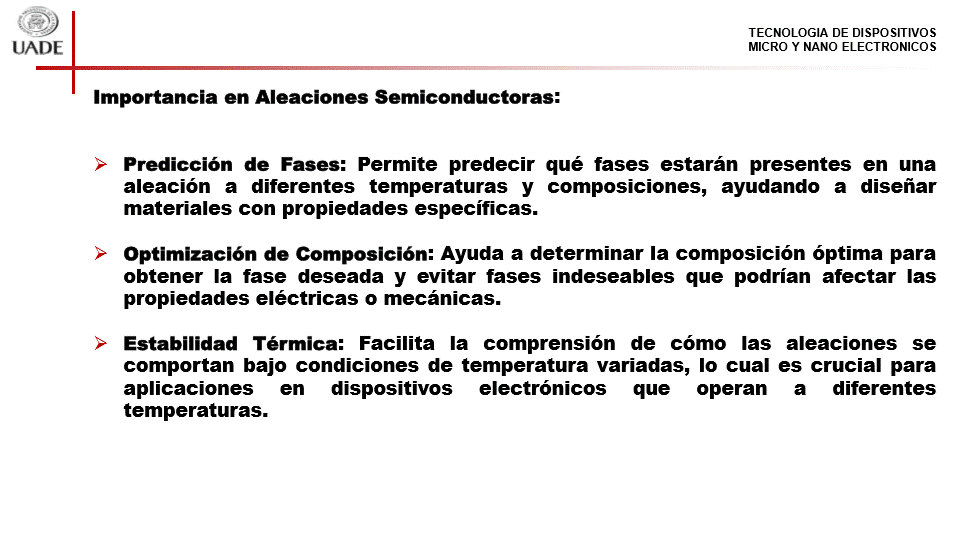 UADE
TECNOLOGIA DE DISPOSITIVOS
MICRO Y NANO ELECTRONICOS
Importancia en Aleaciones Semiconductoras:
Predicción de Fases: Permite predecir qué fases estarán presentes en una
aleación a diferentes temperaturas y composiciones, ayudando a diseñar
materiales con propiedades específicas.
Optimización de Composición: Ayuda a determinar la composición óptima para
obtener la fase deseada y evitar fases indeseables que podrían afectar las
propiedades eléctricas o mecánicas.
Estabilidad Térmica: Facilita la comprensión de cómo las aleaciones se
comportan bajo condiciones de temperatura variadas, lo cual es crucial para
aplicaciones en dispositivos electrónicos que operan a diferentes
temperaturas.